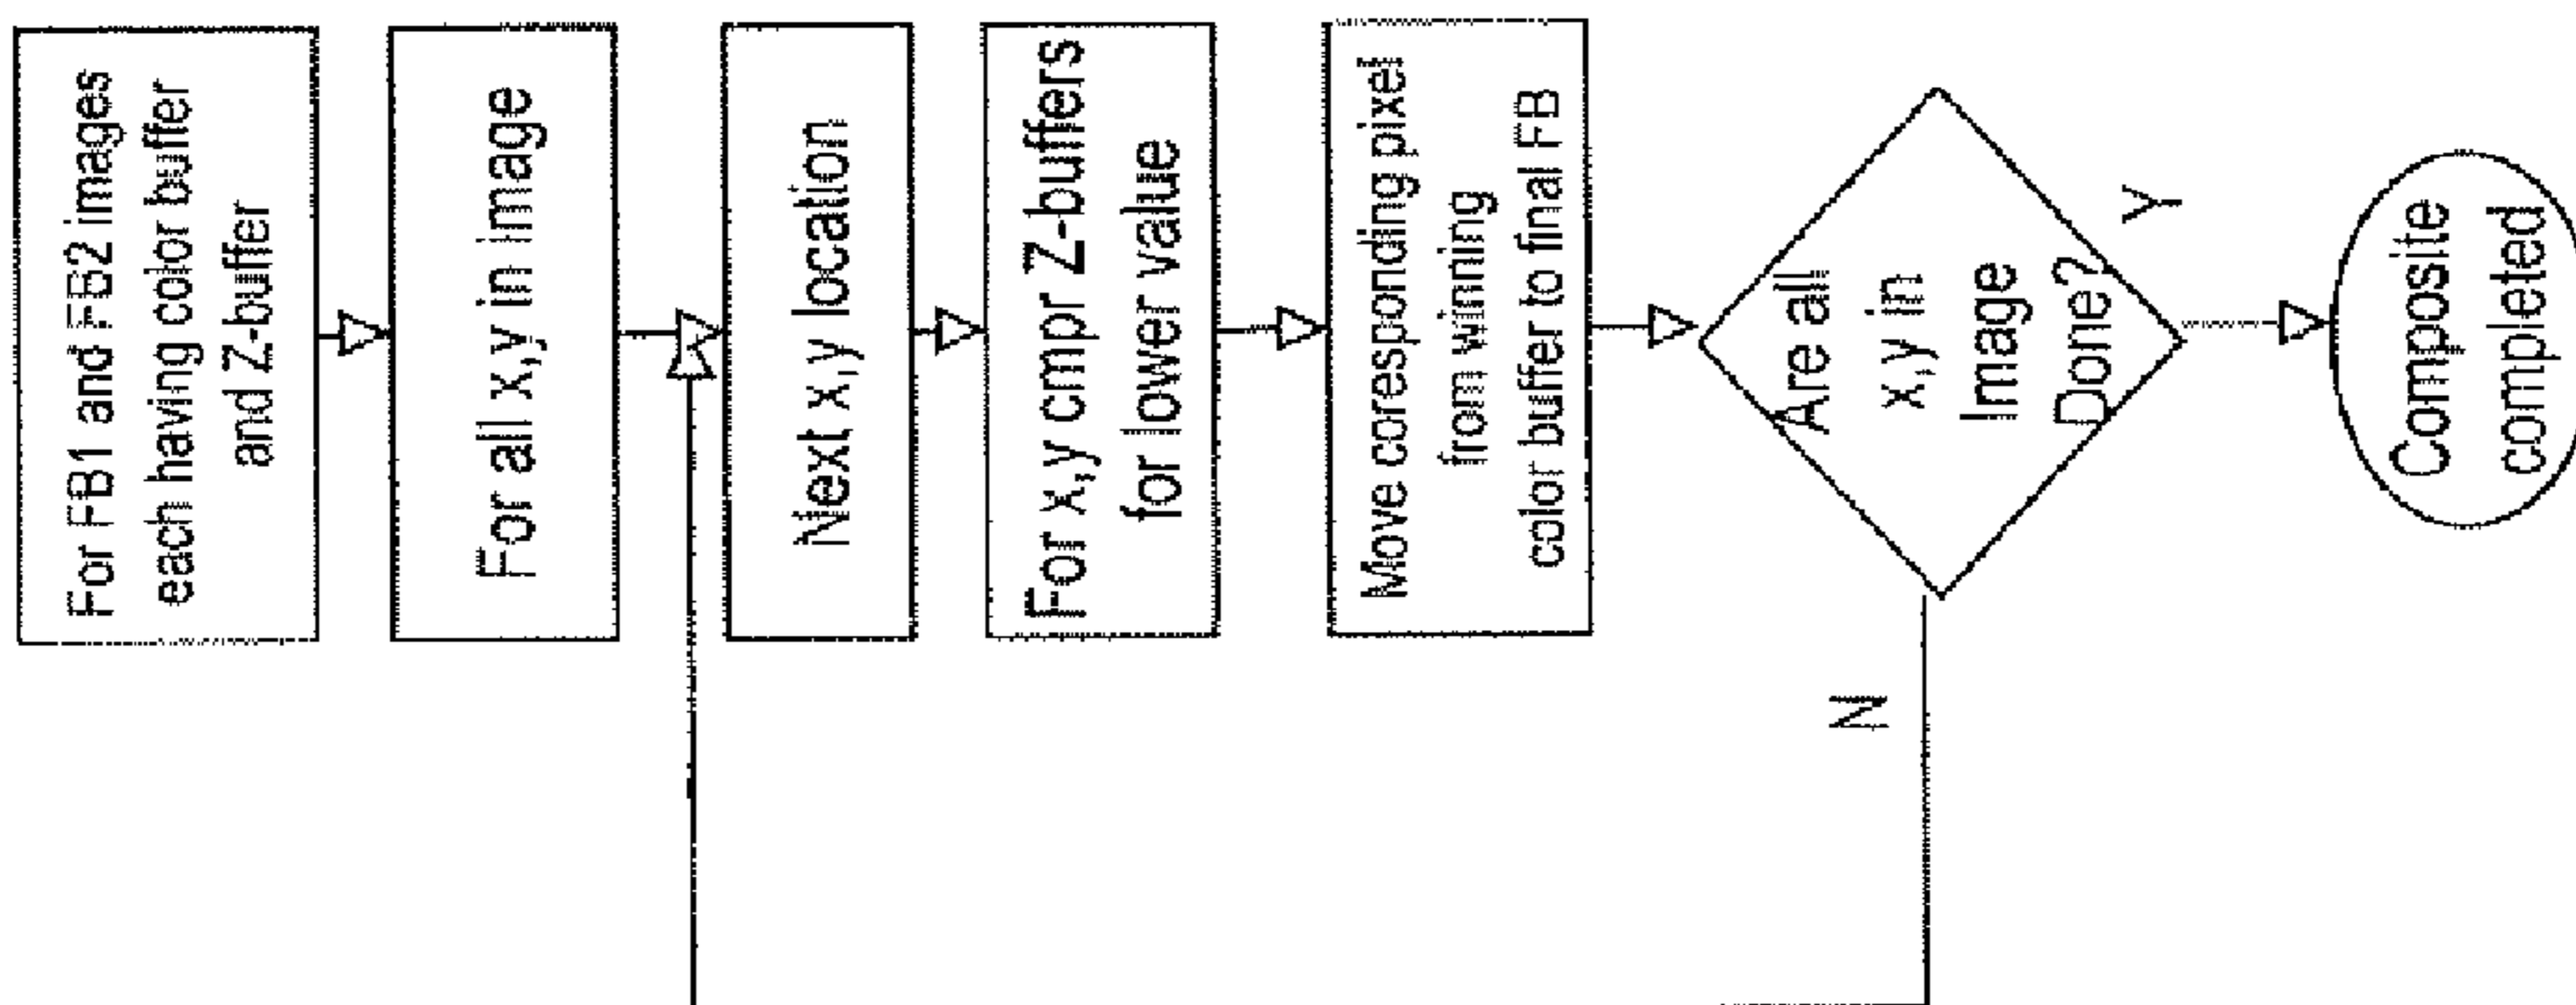 For FB1 and FB2 images
each having color buffer
and Z-buffer
For all x,y in Image
Next x,y location
For x,y cmpr Z-buffers
for lower value
Move coresponding pixel
from winning
color buffer to final FB
Are all
x,y in
Image
Done?
Y
N
Composite
completed